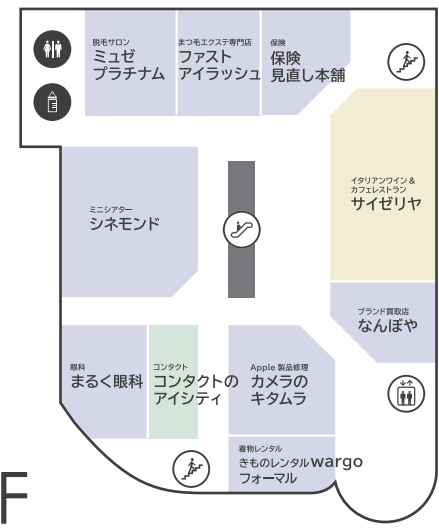 脱毛サロン
ミュゼ
プラチナム
まつ毛エクステ専門店
ファスト
アイラッシュ
保険
保険
見直し本舗
イタリアンワイン &
カフェレストラン
サイゼリヤ
ミニシアター
シネモンド
ブランド買取店
なんぼや
眼科
まるく眼科
コンタクト
コンタクトの
アイシティ
Apple 製品修理
カメラの
キタムラ
着物レンタル
きものレンタルwargo
フォーマル
F